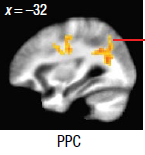 x = −32
PPC